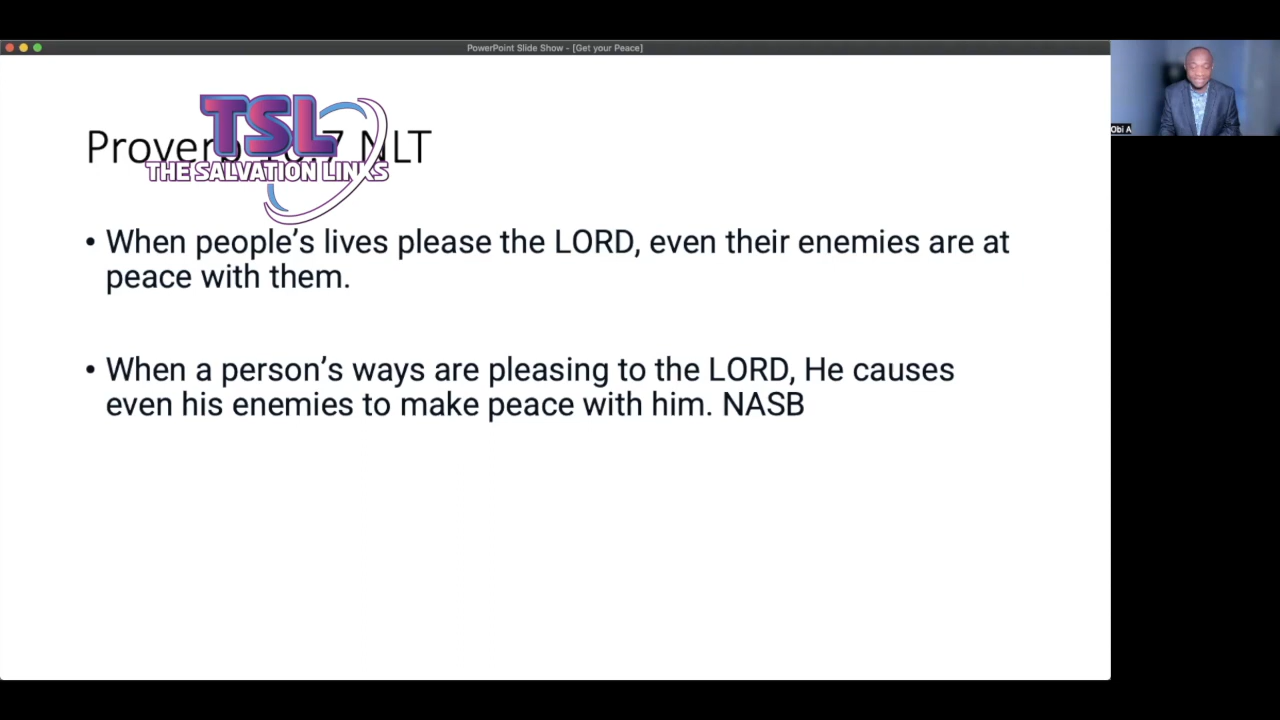 PowerPoint Slide Show - [Get your Peace]
TSL
THE SALVATION LINKS
NLT
• When people’s lives please the LORD, even their enemies are at
peace with them.
• When a person’s ways are pleasing to the LORD, He causes
even his enemies to make peace with him. NASB
Obi A